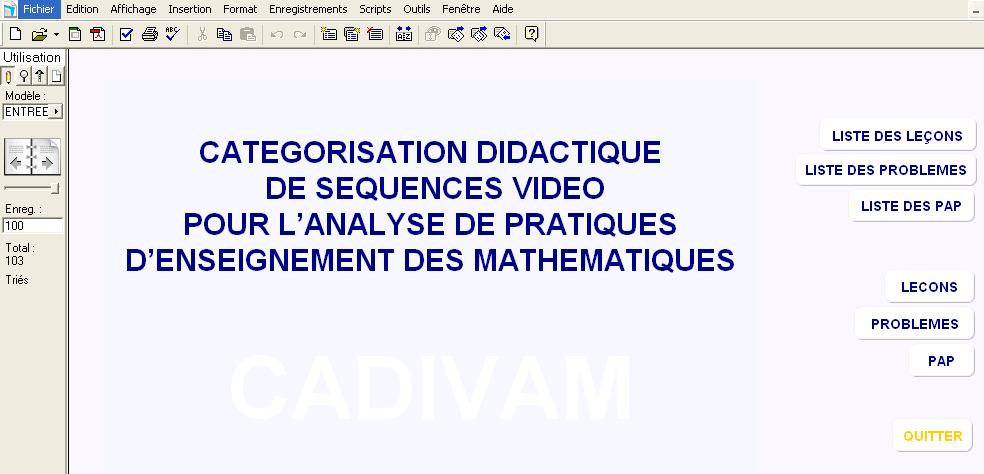 Fichier Edition Affichage Insertion Format Enregistrements Scripts Outils Fenêtre Aide
Utilisation
Modèle :
ENTREE
Enreg. :
100
Total :
103
Triés
CATEGORISATION DIDACTIQUE
DE SEQUENCES VIDEO
POUR L’ANALYSE DE PRATIQUES
D’ENSEIGNEMENT DES MATHEMATIQUES
CADIVAM
LISTE DES LEÇONS
LISTE DES PROBLEMES
LISTE DES PAP
LECONS
PROBLEMES
PAP
QUITTER